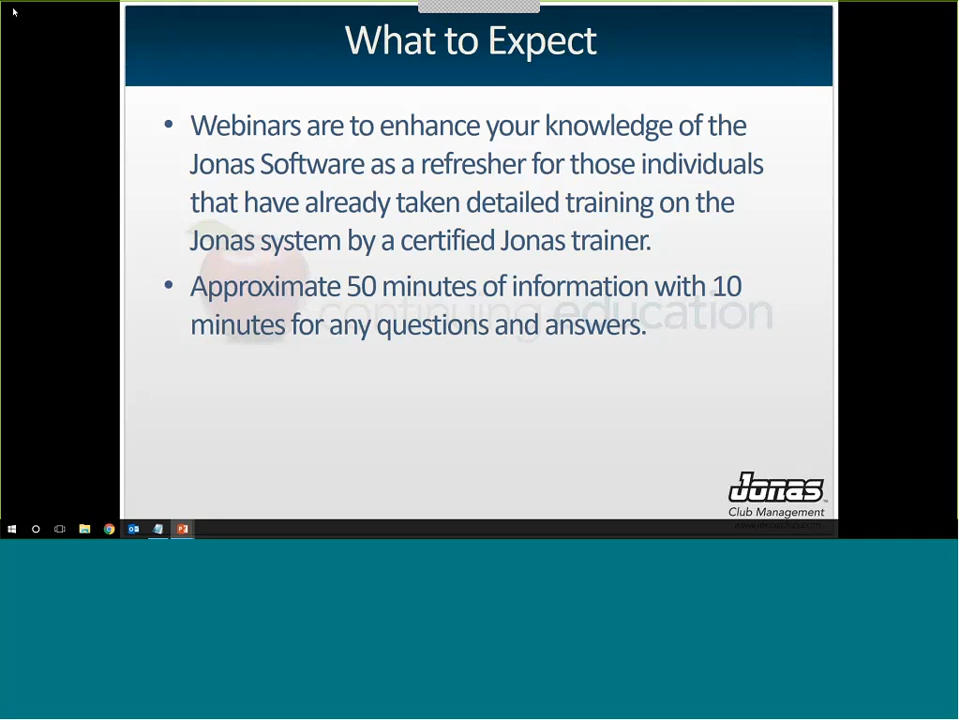 What to Expect
• Webinars are to enhance your knowledge of the
Jonas Software as a refresher for those individuals
that have already taken detailed training on the
Jonas system by a certified Jonas trainer.
• Approximate 50 minutes of information with 10
minutes for any questions and answers.
continuing education
Jonas
Club Management